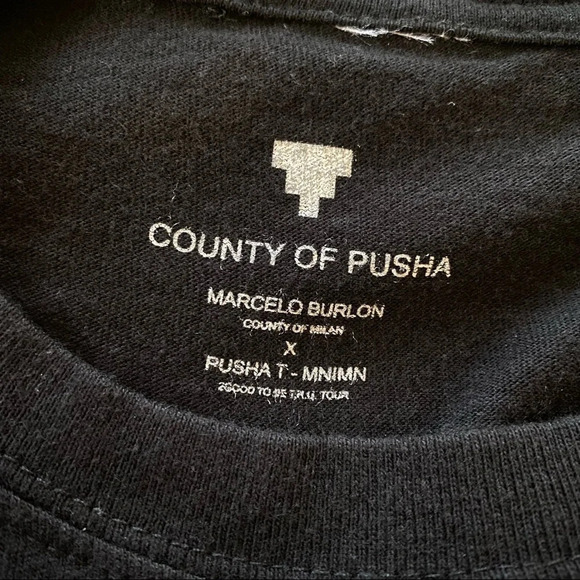 COUNTY OF PUSHA
MARCELO BURLON
COUNTY OF MILAN
X
PUSHA T - MNIMN
2GOOD TO BE T.R.U. TOUR